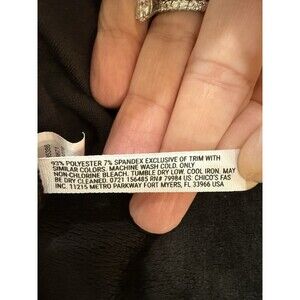 93% POLYESTER 7% SPANDEX EXCLUSIVE OF TRIM WITH
SIMILAR COLORS. MACHINE WASH COLD. ONLY
NON-CHLORINE BLEACH. TUMBLE DRY LOW. COOL IRON. MAY
BE DRY CLEANED. 0721 156485 RN# 79984 US: CHICO'S FAS
INC. 11215 METRO PARKWAY FORT MYERS, FL 33966 USA